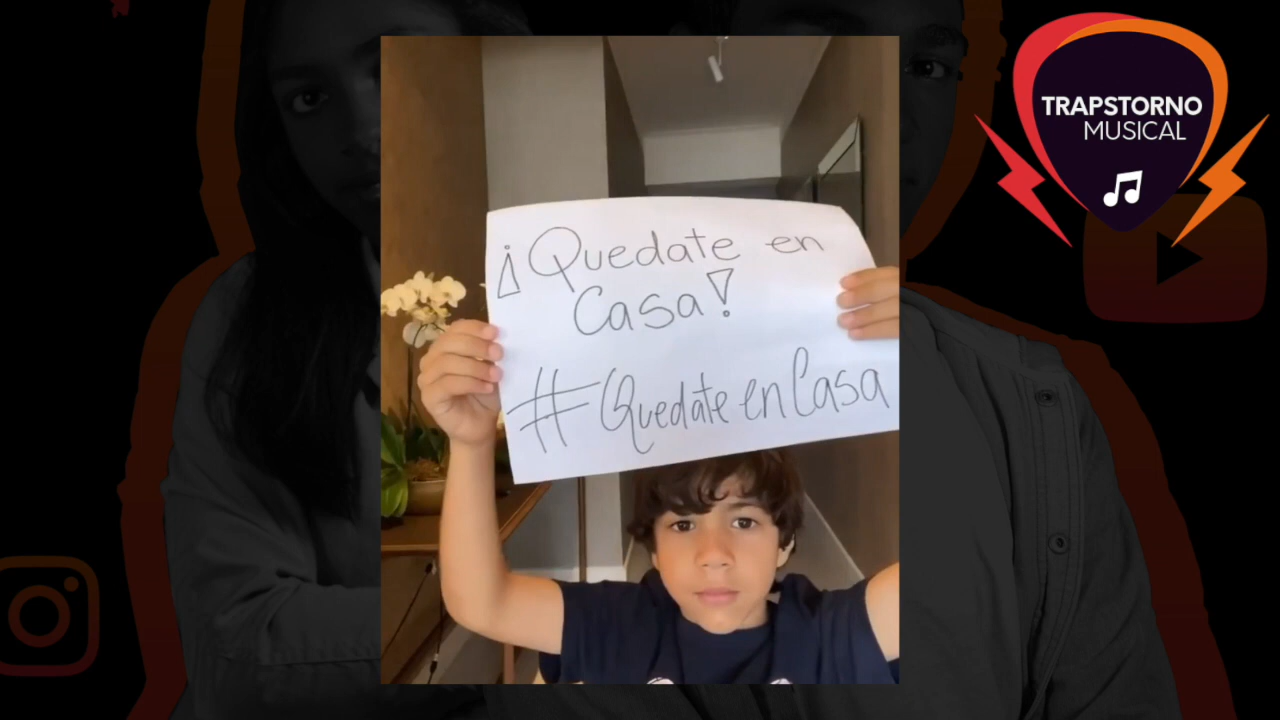 ¡Quedate en
Casa!
#QuedateenCasa
TRAPSTORNO
MUSICAL